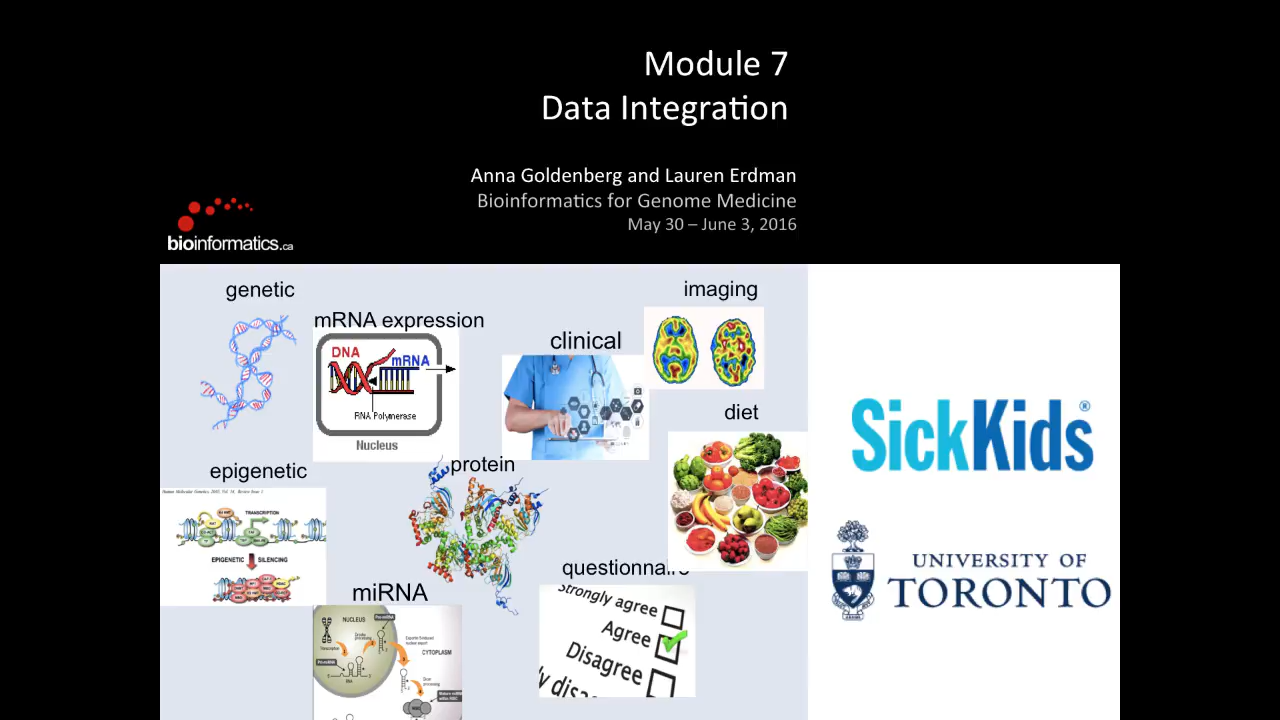 Module 7
Data Integration
Anna Goldenberg and Lauren Erdman
Bioinformatics for Genome Medicine
May 30 – June 3, 2016
bioinformatics.ca
genetic
mRNA expression
DNA
mRNA
RNA Polymerase
Nucleus
clinical
imaging
diet
epigenetic
TRANSCRIPTION
EPIGENETIC SILENCING
protein
miRNA
NUCLEUS
CYTOPLASM
questionnaire
Strongly agree
Agree
Disagree
SickKids®
UNIVERSITY OF
TORONTO